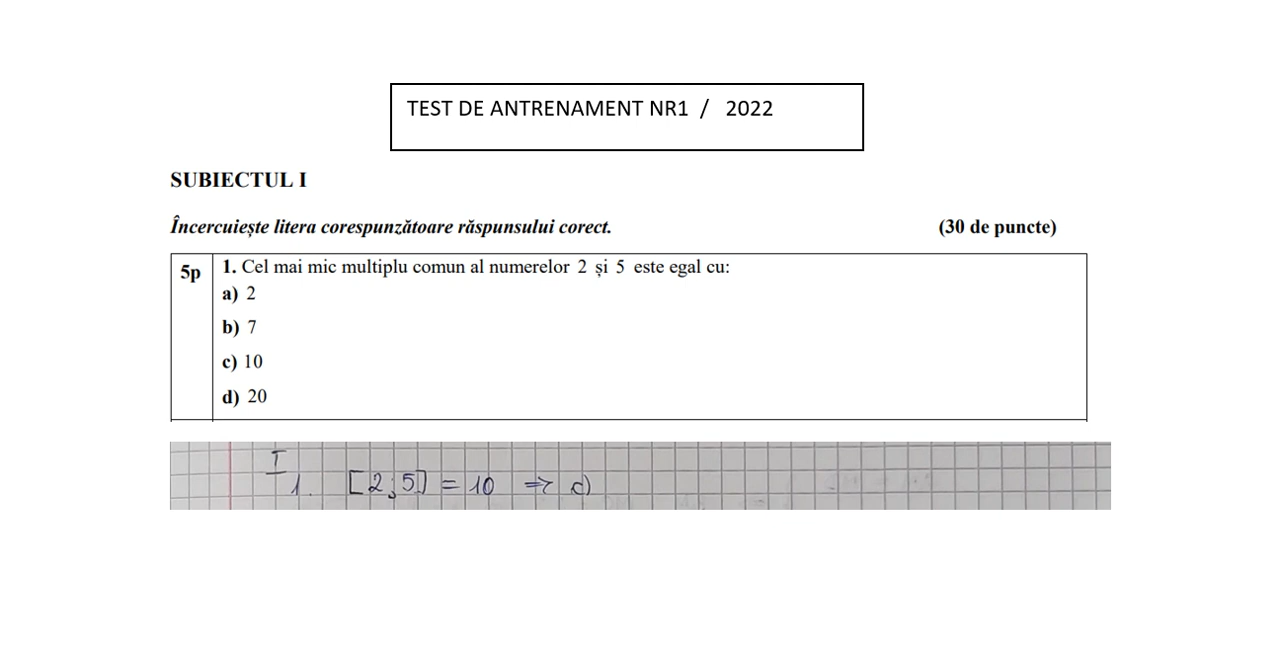 TEST DE ANTRENAMENT NR1 / 2022
SUBIECTUL I
Încercuiește litera corespunzătoare răspunsului corect. (30 de puncte)
5p 1. Cel mai mic multiplu comun al numerelor 2 și 5 este egal cu:
a) 2
b) 7
c) 10
d) 20
I
1. [2;5] = 10 ⇒ c)